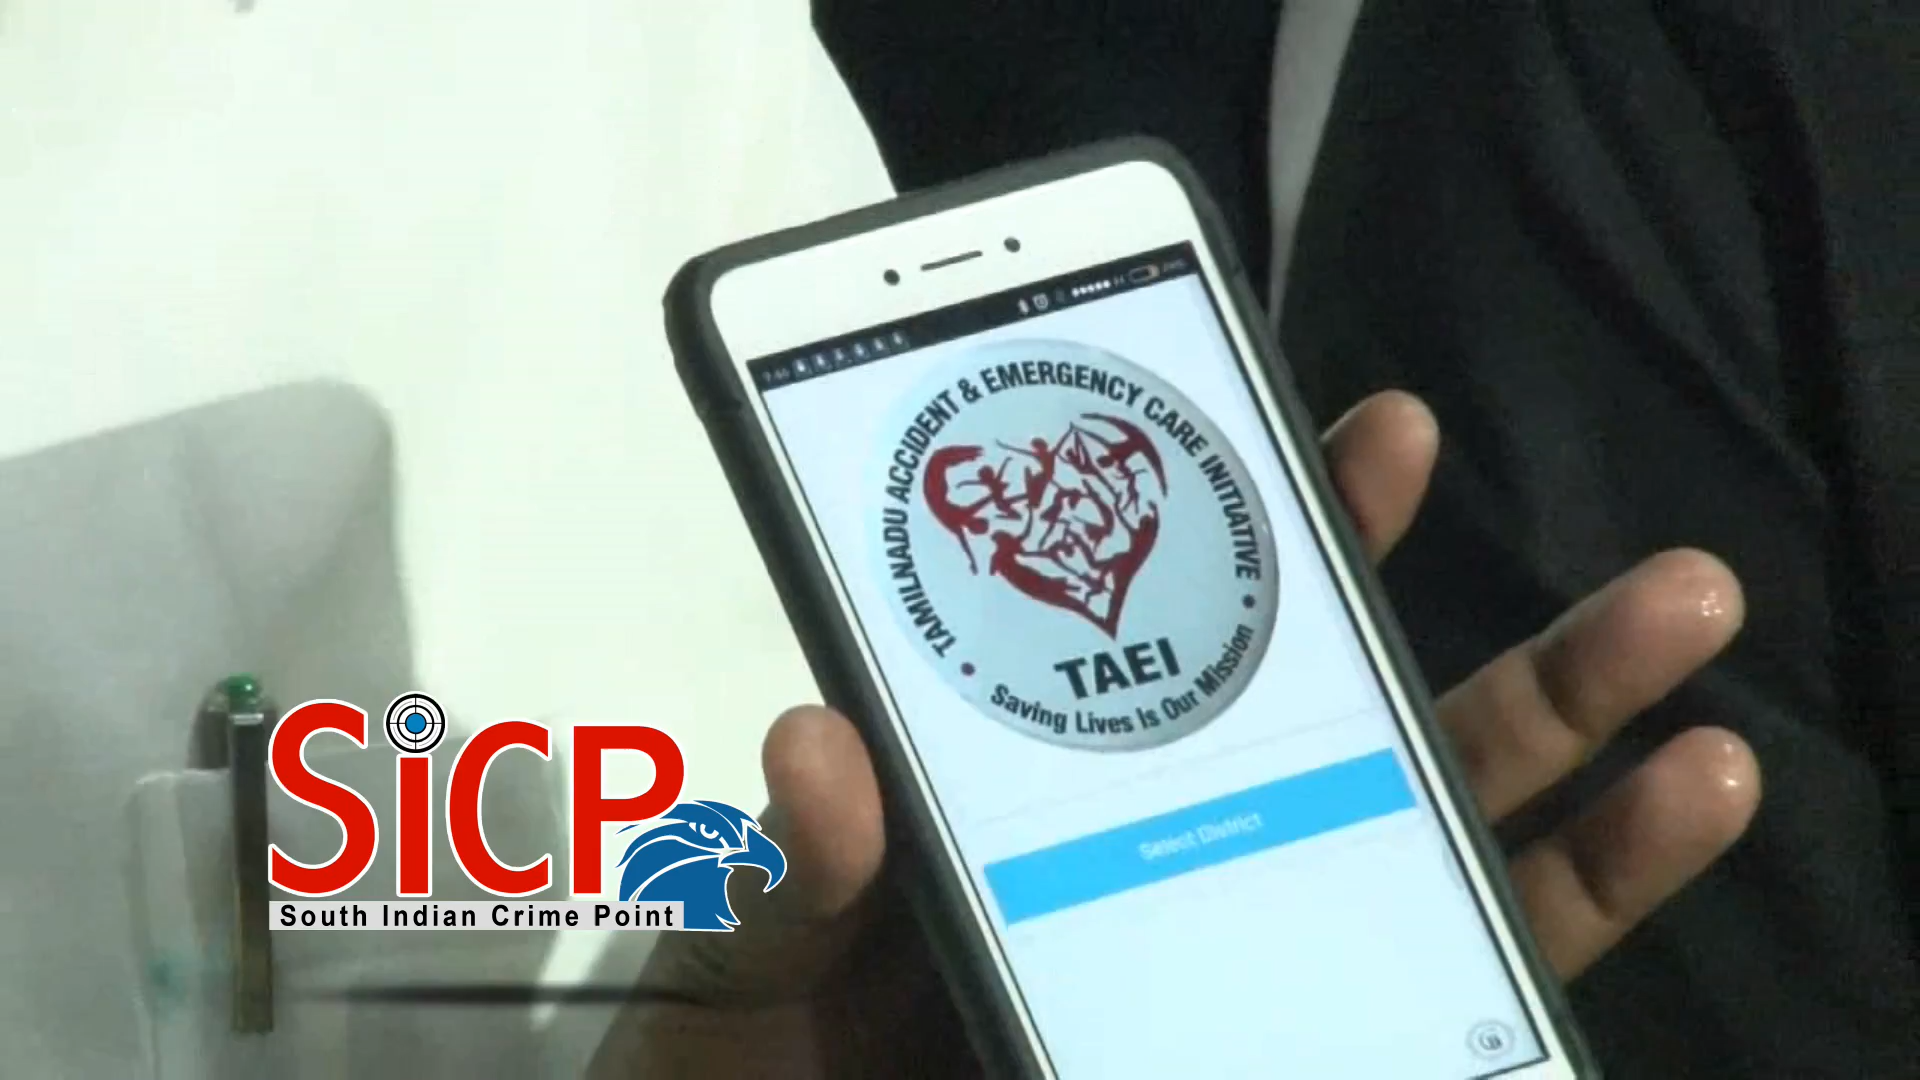 TAMILNADU ACCIDENT & EMERGENCY CARE INITIATIVE
TAEI
Saving Lives Is Our Mission
Select District
SiCP
South Indian Crime Point